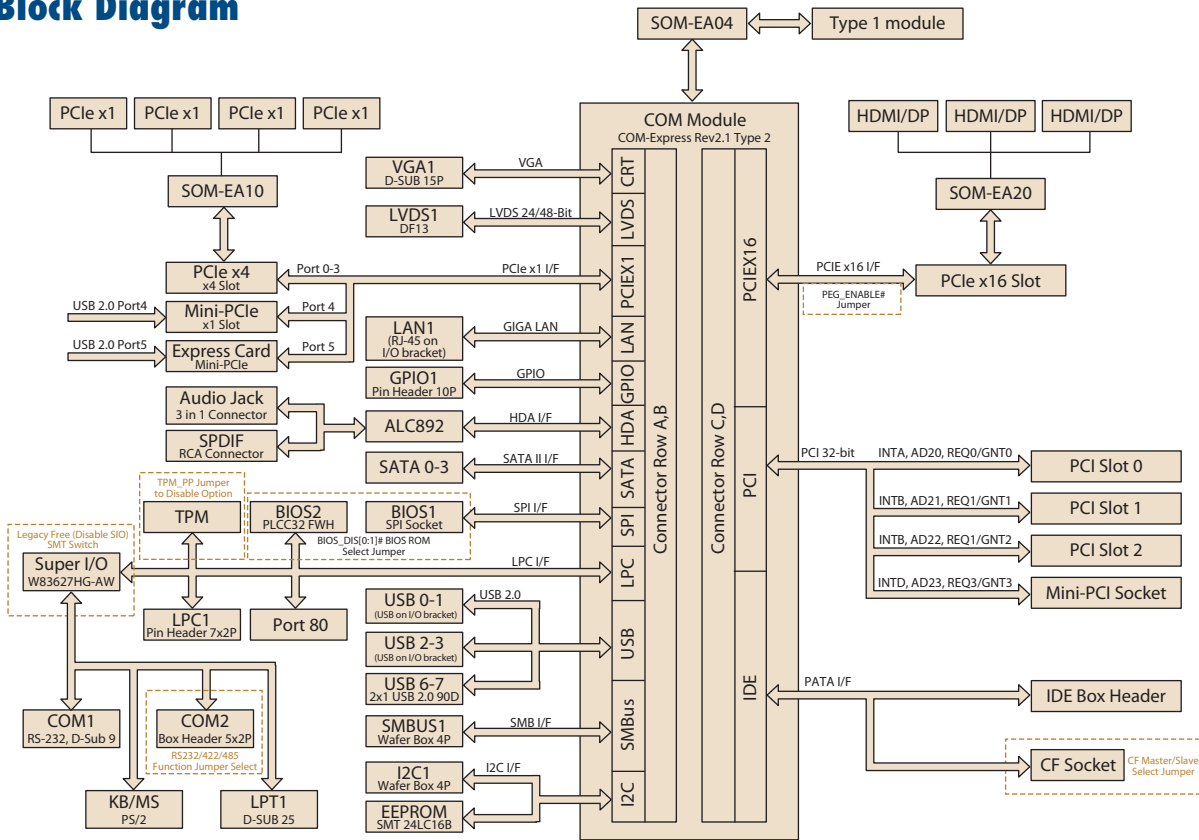 Block Diagram
SOM-EA04
Type 1 module
PCIe x1
PCIe x1
PCIe x1
PCIe x1
SOM-EA10
COM Module
COM-Express Rev2.1 Type 2
HDMI/DP
HDMI/DP
HDMI/DP
SOM-EA20
VGA1
D-SUB 15P
VGA
CRT
LVDS1
DF13
LVDS 24/48-Bit
LVDS
PCIe x4
x4 Slot
Port 0-3
PCIe x1 I/F
PCIEX1
PCIEX16
PCIE x16 I/F
PEG_ENABLE#
Jumper
PCIe x16 Slot
USB 2.0 Port4
Mini-PCIe
x1 Slot
Port 4
USB 2.0 Port5
Express Card
Mini-PCIe
Port 5
LAN1
(RJ-45 on
I/O bracket)
GIGA LAN
LAN
GPIO1
Pin Header 10P
GPIO
GPIO
Audio Jack
3 in 1 Connector
SPDIF
RCA Connector
ALC892
HDA I/F
HDA
SATA 0-3
SATA II I/F
SATA
Connector Row A,B
Connector Row C,D
PCI
PCI 32-bit
INTA, AD20, REQ0/GNT0
PCI Slot 0
INTB, AD21, REQ1/GNT1
PCI Slot 1
INTB, AD22, REQ1/GNT2
PCI Slot 2
INTD, AD23, REQ3/GNT3
Mini-PCI Socket
TPM_PP Jumper
to Disable Option
TPM
BIOS2
PLCC32 FWH
BIOS1
SPI Socket
BIOS_DIS[0:1]# BIOS ROM
Select Jumper
SPI I/F
SPI
Legacy Free (Disable SIO)
SMT Switch
Super I/O
W83627HG-AW
LPC I/F
LPC
LPC1
Pin Header 7x2P
Port 80
USB 0-1
(USB on I/O bracket)
USB 2.0
USB 2-3
(USB on I/O bracket)
USB
USB 6-7
2x1 USB 2.0 90D
IDE
PATA I/F
IDE Box Header
CF Socket
CF Master/Slave
Select Jumper
COM1
RS-232, D-Sub 9
COM2
Box Header 5x2P
RS232/422/485
Function Jumper Select
SMBUS1
Wafer Box 4P
SMB I/F
SMBus
I2C1
Wafer Box 4P
I2C I/F
I2C
EEPROM
SMT 24LC16B
KB/MS
PS/2
LPT1
D-SUB 25